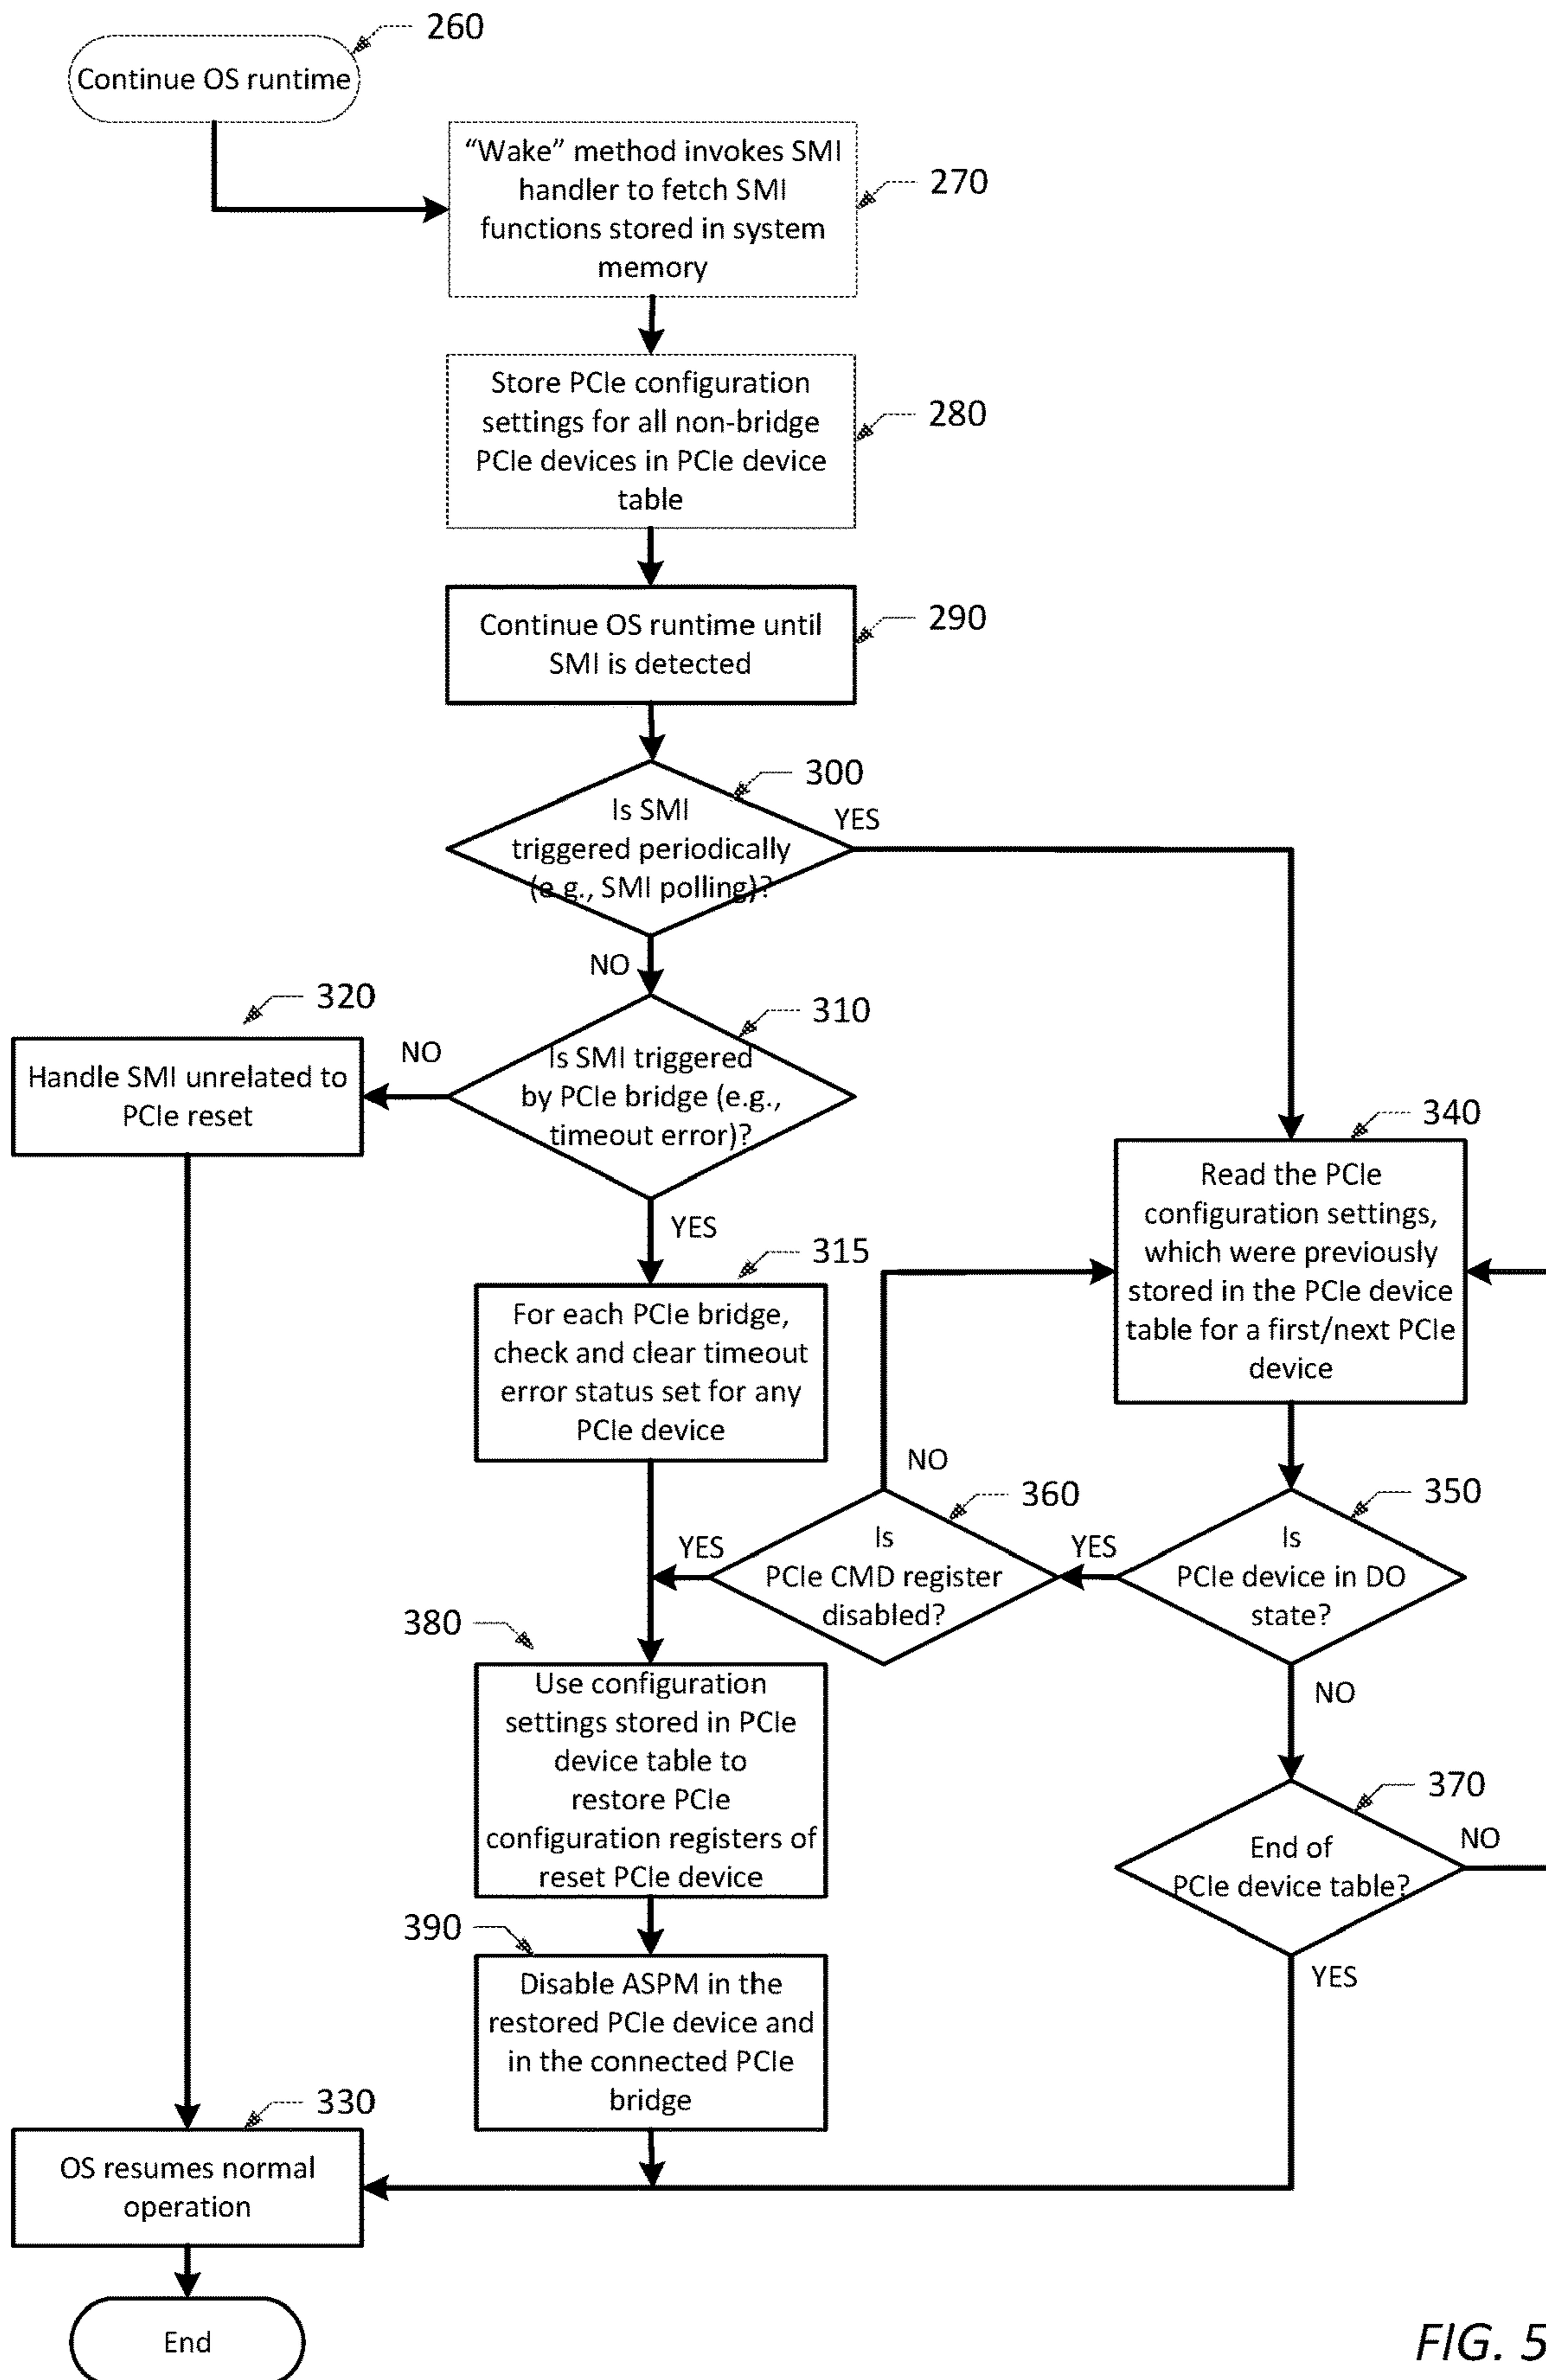 260
Continue OS runtime
“Wake” method invokes SMI
handler to fetch SMI
functions stored in system
memory
270
Store PCIe configuration
settings for all non-bridge
PCIe devices in PCIe device
table
280
Continue OS runtime until
SMI is detected
290
300
Is SMI
triggered periodically
(e.g., SMI polling)?
YES
NO
310
Is SMI triggered
by PCIe bridge (e.g.,
timeout error)?
NO
320
Handle SMI unrelated to
PCIe reset
YES
315
For each PCIe bridge,
check and clear timeout
error status set for any
PCIe device
340
Read the PCIe
configuration settings,
which were previously
stored in the PCIe device
table for a first/next PCIe
device
350
Is
PCIe device in DO
state?
YES
NO
360
Is
PCIe CMD register
disabled?
NO
YES
370
End of
PCIe device table?
NO
YES
380
Use configuration
settings stored in PCIe
device table to
restore PCIe
configuration registers of
reset PCIe device
390
Disable ASPM in the
restored PCIe device and
in the connected PCIe
bridge
330
OS resumes normal
operation
End
FIG. 5